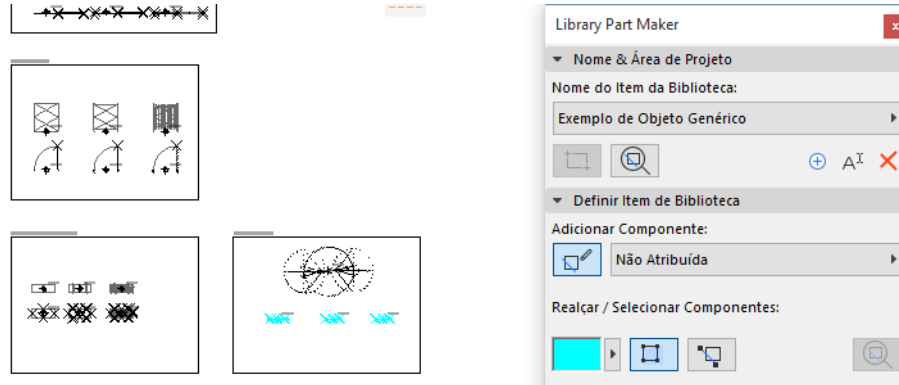 Library Part Maker
Nome & Área de Projeto
Nome do Item da Biblioteca:
Exemplo de Objeto Genérico
Definir Item de Biblioteca
Adicionar Componente:
Não Atribuída
Realçar / Selecionar Componentes: